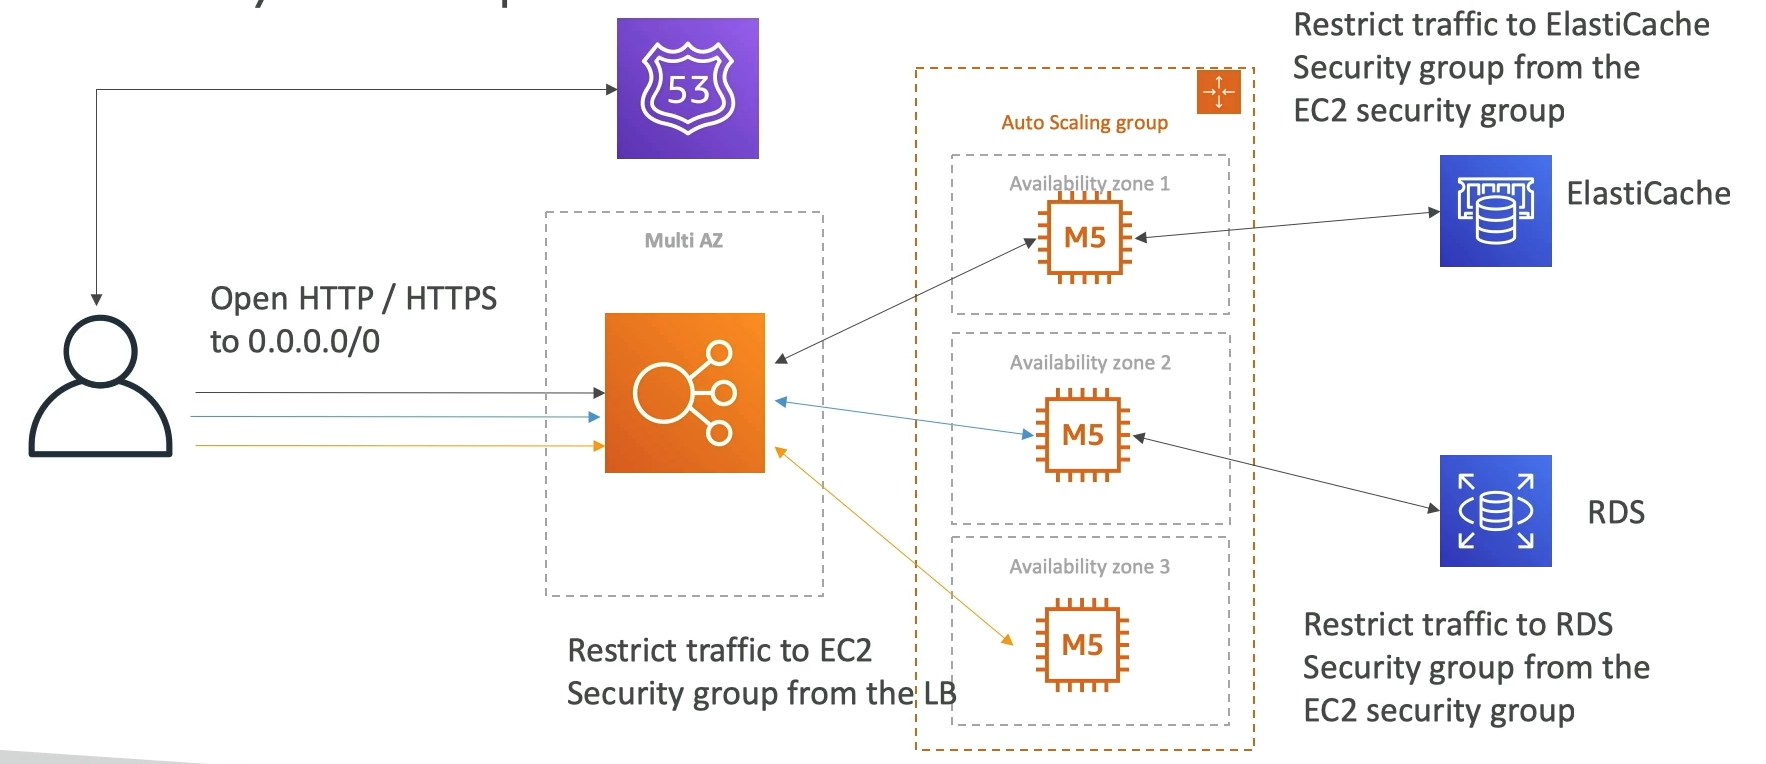 53
Restrict traffic to ElastiCache
Security group from the
EC2 security group
Auto Scaling group
Availability zone 1
M5
ElastiCache
Multi AZ
Open HTTP / HTTPS
to 0.0.0.0/0
Availability zone 2
M5
RDS
Availability zone 3
M5
Restrict traffic to EC2
Security group from the LB
Restrict traffic to RDS
Security group from the
EC2 security group